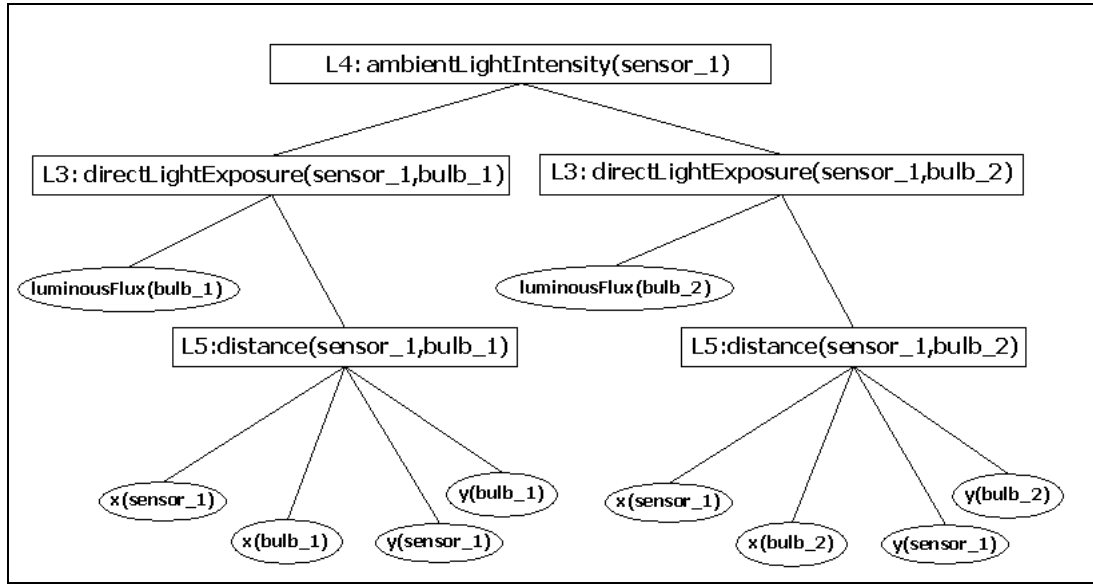 L4: ambientLightIntensity(sensor_1)
L3: directLightExposure(sensor_1,bulb_1)
L3: directLightExposure(sensor_1,bulb_2)
luminousFlux(bulb_1)
luminousFlux(bulb_2)
L5:distance(sensor_1,bulb_1)
L5:distance(sensor_1,bulb_2)
x(sensor_1)
x(bulb_1)
y(sensor_1)
y(bulb_1)
x(sensor_1)
x(bulb_2)
y(sensor_1)
y(bulb_2)